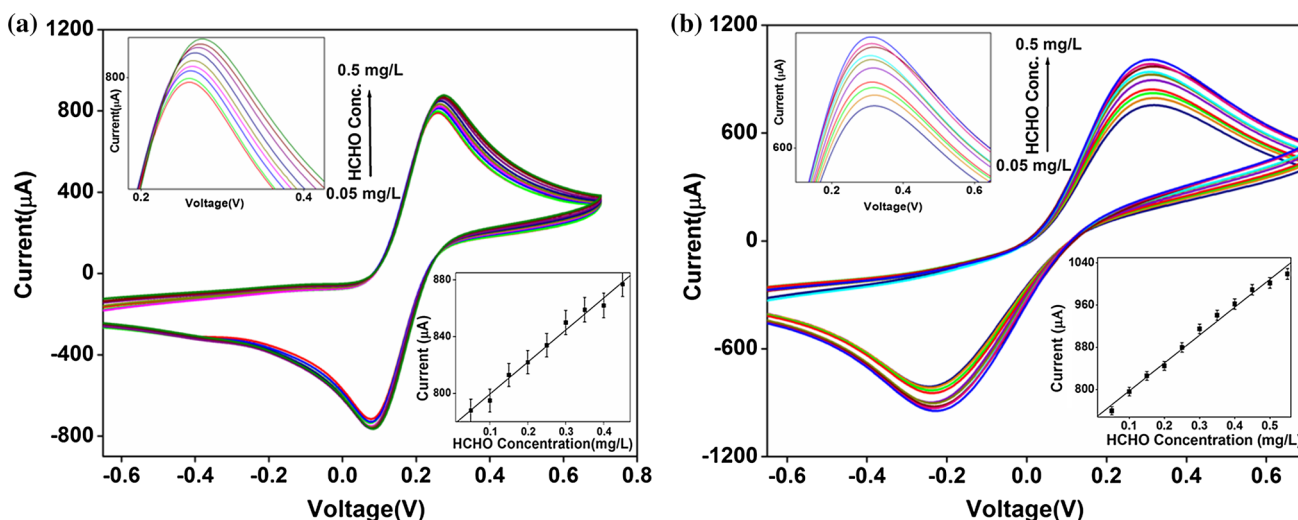 (a)
1200
800
400
0
-400
-800
Current(μA)
-0.6
-0.4
-0.2
0.0
0.2
0.4
0.6
0.8
Voltage(V)
Current(μA)
800
0.2
0.4
Voltage(V)
0.5 mg/L
HCHO Conc.
0.05 mg/L
Current (μA)
880
840
800
0.1
0.2
0.3
0.4
HCHO Concentration(mg/L)
(b)
1200
600
0
-600
-1200
Current(μA)
-0.6
-0.4
-0.2
0.0
0.2
0.4
0.6
Voltage(V)
Current (μA)
600
0.2
0.4
0.6
Voltage(V)
0.5 mg/L
HCHO Conc.
0.05 mg/L
Current (μA)
1040
960
880
800
0.1
0.2
0.3
0.4
0.5
HCHO Concentration (mg/L)